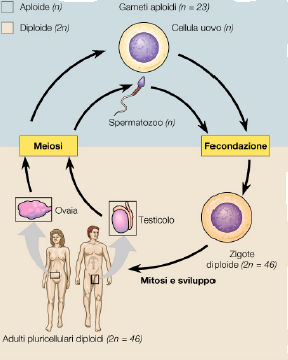 Aploide (n)
Diploide (2n)
Gameti aploidi (n = 23)
Cellula uovo (n)
Spermatozoo (n)
Meiosi
Fecondazione
Ovaia
Testicolo
Zigote
diploide (2n = 46)
Mitosi e sviluppo
Adulti pluricellulari diploidi (2n = 46)